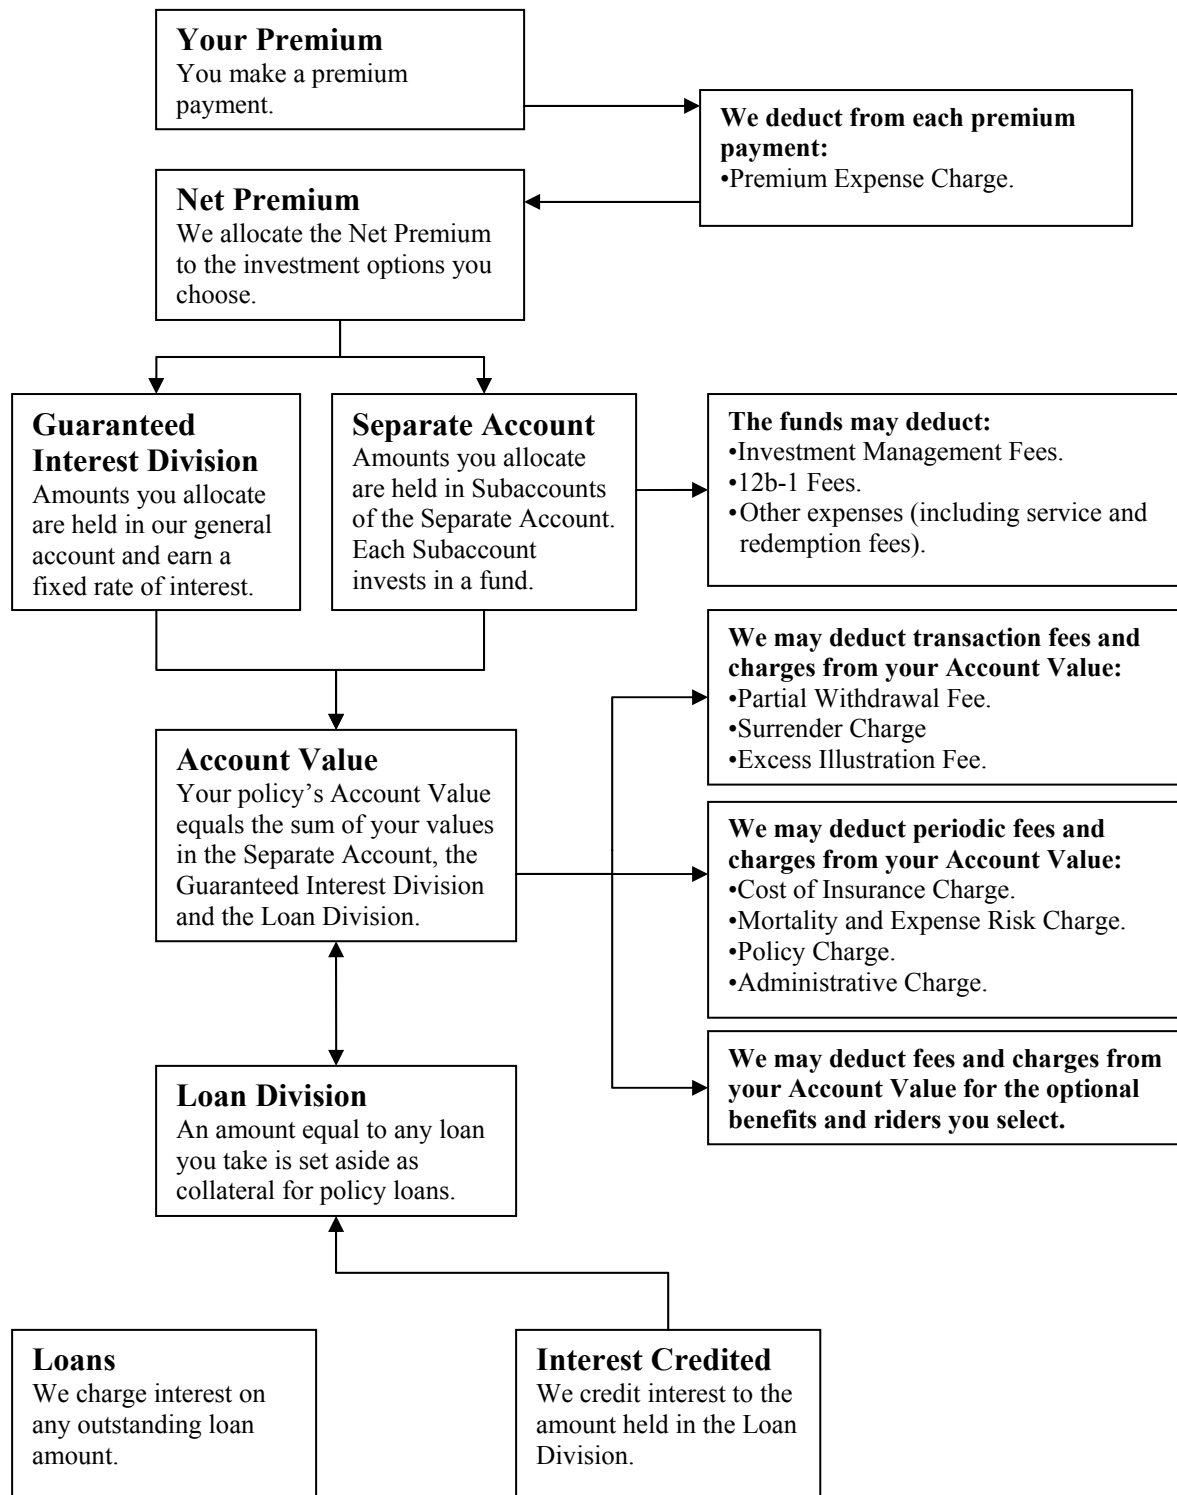 Your Premium
You make a premium
payment.
We deduct from each premium
payment:
•Premium Expense Charge.
Net Premium
We allocate the Net Premium
to the investment options you
choose.
Guaranteed
Interest Division
Amounts you allocate
are held in our general
account and earn a
fixed rate of interest.
Separate Account
Amounts you allocate
are held in Subaccounts
of the Separate Account.
Each Subaccount
invests in a fund.
The funds may deduct:
•Investment Management Fees.
•12b-1 Fees.
•Other expenses (including service and
redemption fees).
We may deduct transaction fees and
charges from your Account Value:
•Partial Withdrawal Fee.
•Surrender Charge
•Excess Illustration Fee.
Account Value
Your policy’s Account Value
equals the sum of your values
in the Separate Account, the
Guaranteed Interest Division
and the Loan Division.
We may deduct periodic fees and
charges from your Account Value:
•Cost of Insurance Charge.
•Mortality and Expense Risk Charge.
•Policy Charge.
•Administrative Charge.
We may deduct fees and charges from
your Account Value for the optional
benefits and riders you select.
Loan Division
An amount equal to any loan
you take is set aside as
collateral for policy loans.
Loans
We charge interest on
any outstanding loan
amount.
Interest Credited
We credit interest to the
amount held in the Loan
Division.